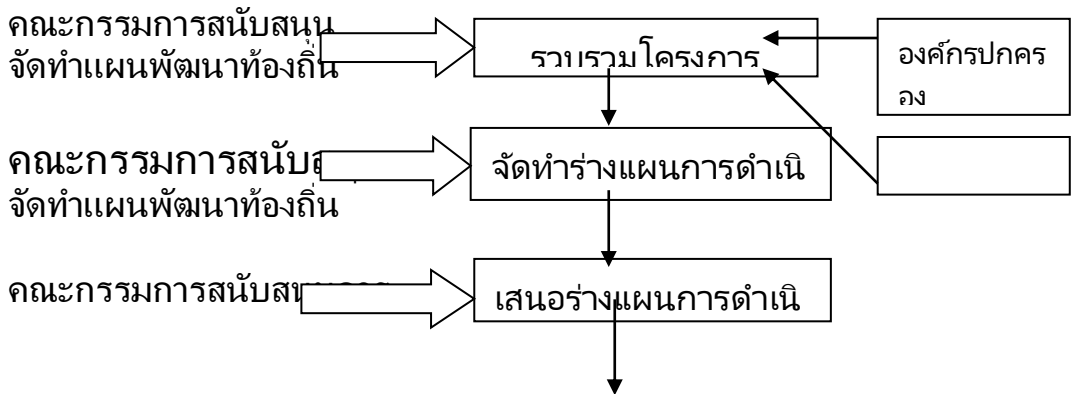 คณะกรรมการสนับสนุน
จัดทำแผนพัฒนาท้องถิ่น
รวบรวมโครงการ
องค์กรปกคร
อง
คณะกรรมการสนับส
จัดทำแผนพัฒนาท้องถิ่น
จัดทำร่างแผนการดำเนิ
คณะกรรมการสนับสนุนการ
เสนอร่างแผนการดำเนิ